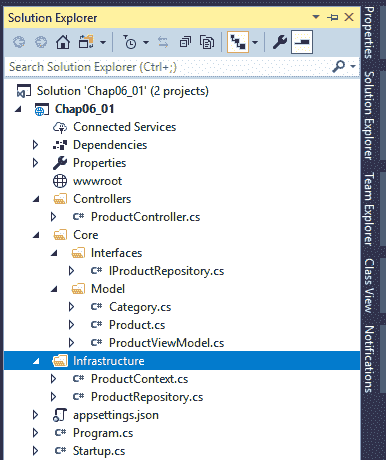 Solution Explorer
Search Solution Explorer (Ctrl+;)
Solution 'Chap06_01' (2 projects)
Chap06_01
Connected Services
Dependencies
Properties
wwwroot
Controllers
C# ProductController.cs
Core
Interfaces
C# IProductRepository.cs
Model
C# Category.cs
C# Product.cs
C# ProductViewModel.cs
Infrastructure
C# ProductContext.cs
C# ProductRepository.cs
appsettings.json
C# Program.cs
C# Startup.cs
Properties
Solution Explorer
Team Explorer
Class View
Notifications